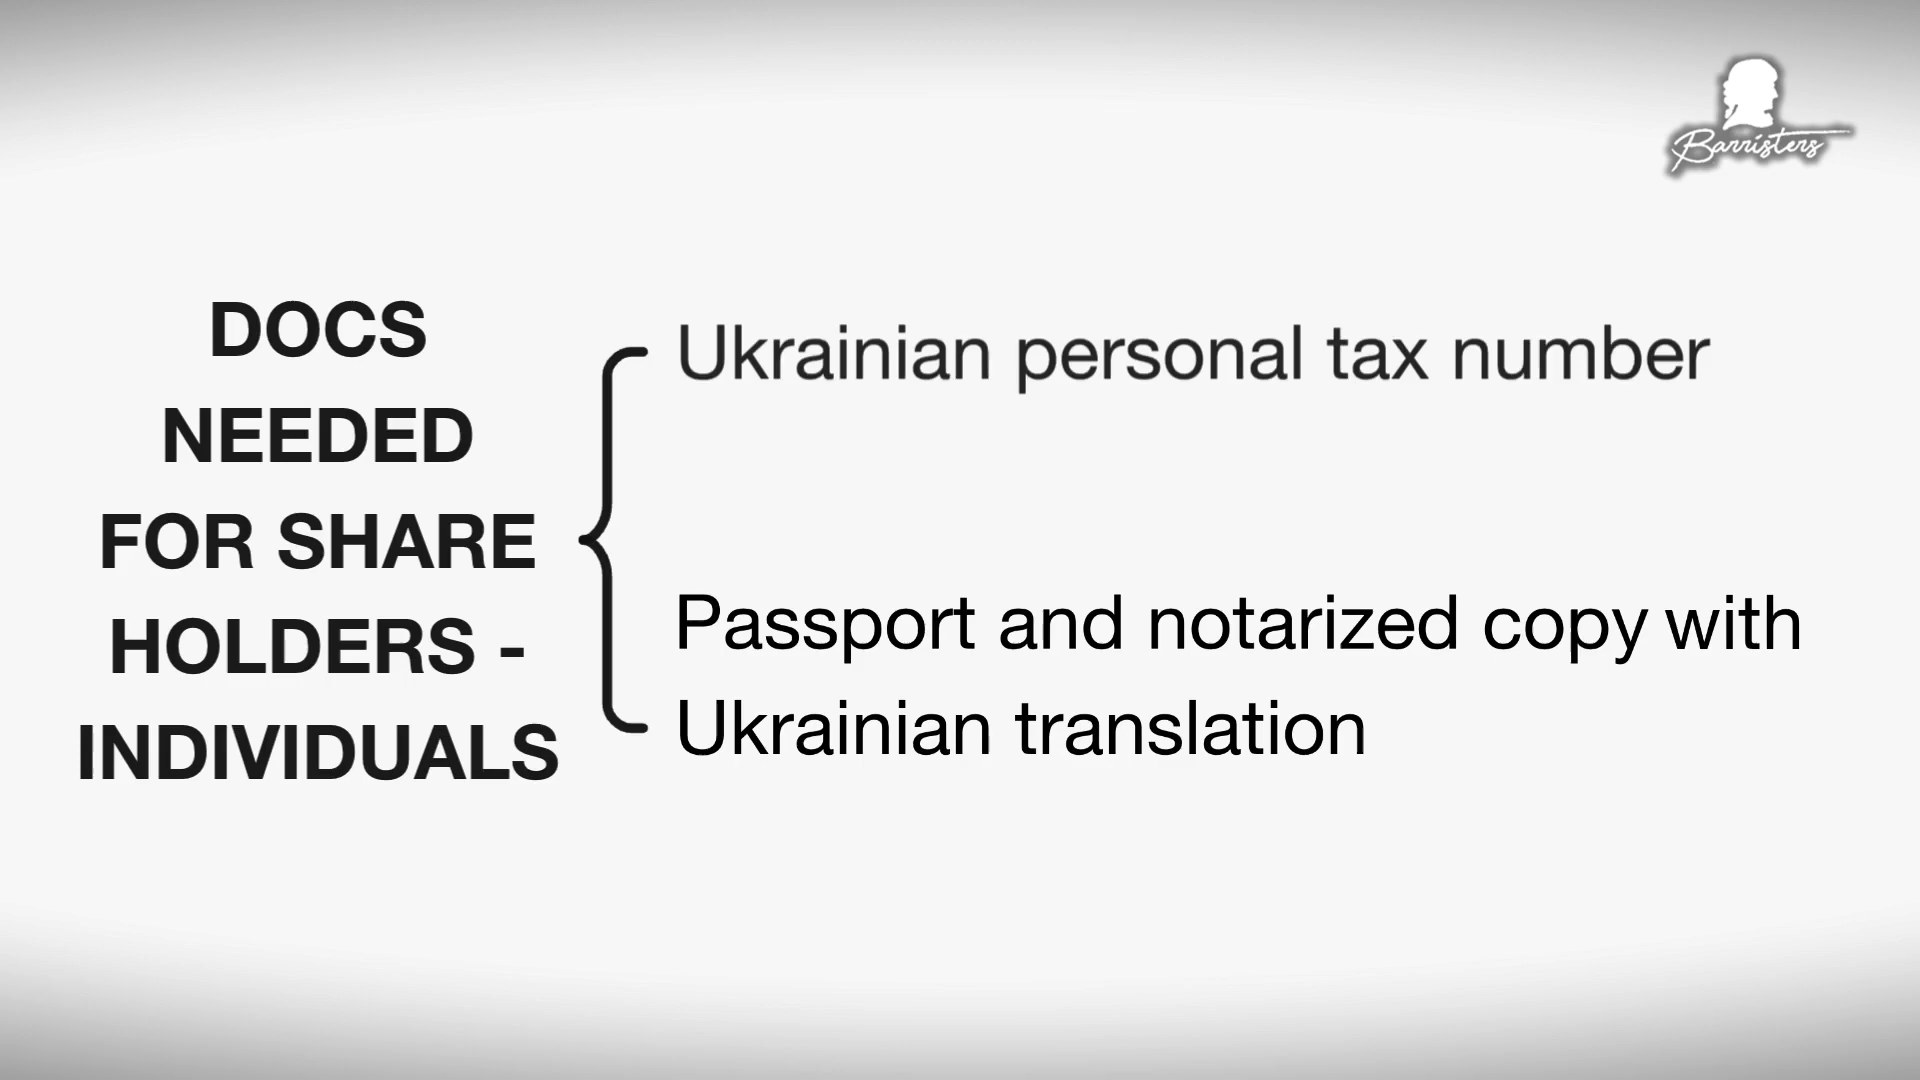 Barristers
DOCS
NEEDED
FOR SHARE
HOLDERS -
INDIVIDUALS
Ukrainian personal tax number
Passport and notarized copy with
Ukrainian translation